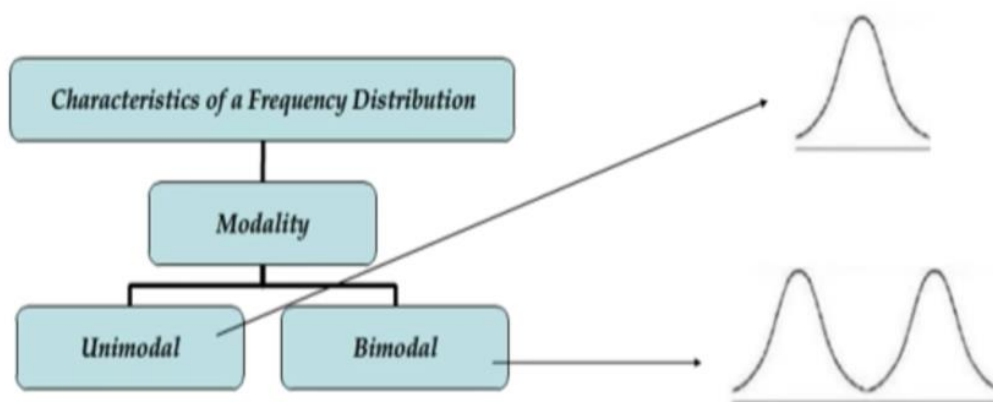 Characteristics of a Frequency Distribution
Modality
Unimodal
Bimodal